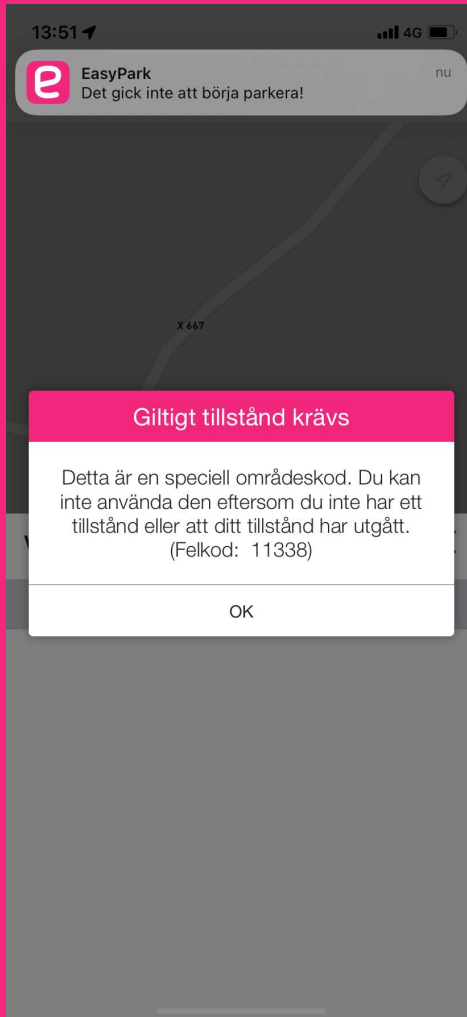 13:51
4G
EasyPark
nu
Det gick inte att börja parkera!
X 667
Giltigt tillstånd krävs
Detta är en speciell områdeskod. Du kan
inte använda den eftersom du inte har ett
tillstånd eller att ditt tillstånd har utgått.
(Felkod: 11338)
OK